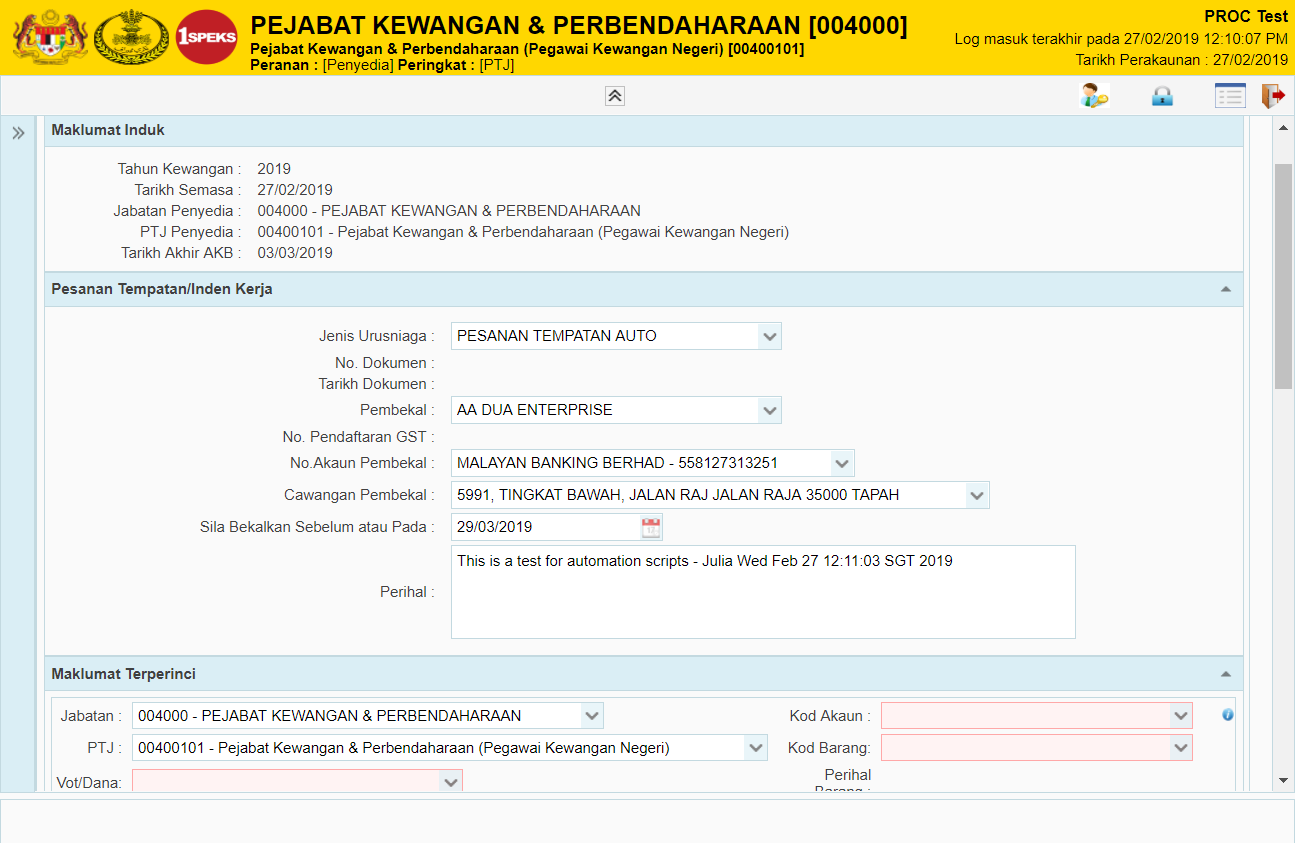 1SPEKS
PEJABAT KEWANGAN & PERBENDAHARAAN [004000]
Pejabat Kewangan & Perbendaharaan (Pegawai Kewangan Negeri) [00400101]
Peranan : [Penyedia] Peringkat : [PTJ]
PROC Test
Log masuk terakhir pada 27/02/2019 12:10:07 PM
Tarikh Perakaunan : 27/02/2019
Maklumat Induk
Tahun Kewangan : 2019
Tarikh Semasa : 27/02/2019
Jabatan Penyedia : 004000 - PEJABAT KEWANGAN & PERBENDAHARAAN
PTJ Penyedia : 00400101 - Pejabat Kewangan & Perbendaharaan (Pegawai Kewangan Negeri)
Tarikh Akhir AKB : 03/03/2019
Pesanan Tempatan/Inden Kerja
Jenis Urusniaga : PESANAN TEMPATAN AUTO
No. Dokumen :
Tarikh Dokumen :
Pembekal : AA DUA ENTERPRISE
No. Pendaftaran GST :
No.Akaun Pembekal : MALAYAN BANKING BERHAD - 558127313251
Cawangan Pembekal : 5991, TINGKAT BAWAH, JALAN RAJ JALAN RAJA 35000 TAPAH
Sila Bekalkan Sebelum atau Pada : 29/03/2019
This is a test for automation scripts - Julia Wed Feb 27 12:11:03 SGT 2019
Perihal :
Maklumat Terperinci
Jabatan : 004000 - PEJABAT KEWANGAN & PERBENDAHARAAN Kod Akaun :
PTJ : 00400101 - Pejabat Kewangan & Perbendaharaan (Pegawai Kewangan Negeri) Kod Barang:
Vot/Dana: Perihal
Barang :